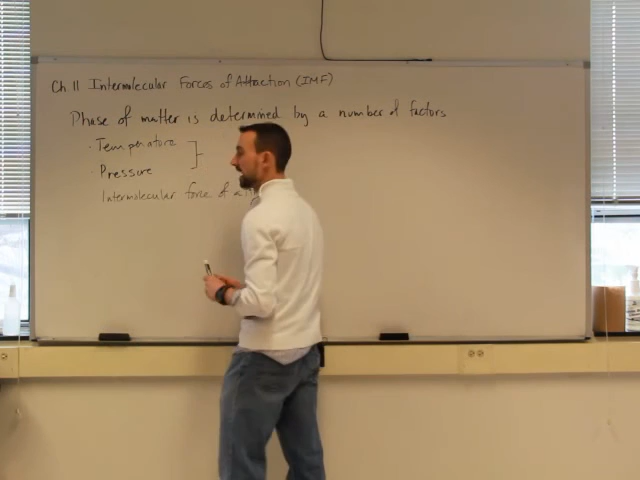 Ch 11 Intermolecular Forces of Attraction (IMF)
Phase of matter is determined by a number of factors
· Temperature
· Pressure
Intermolecular force of